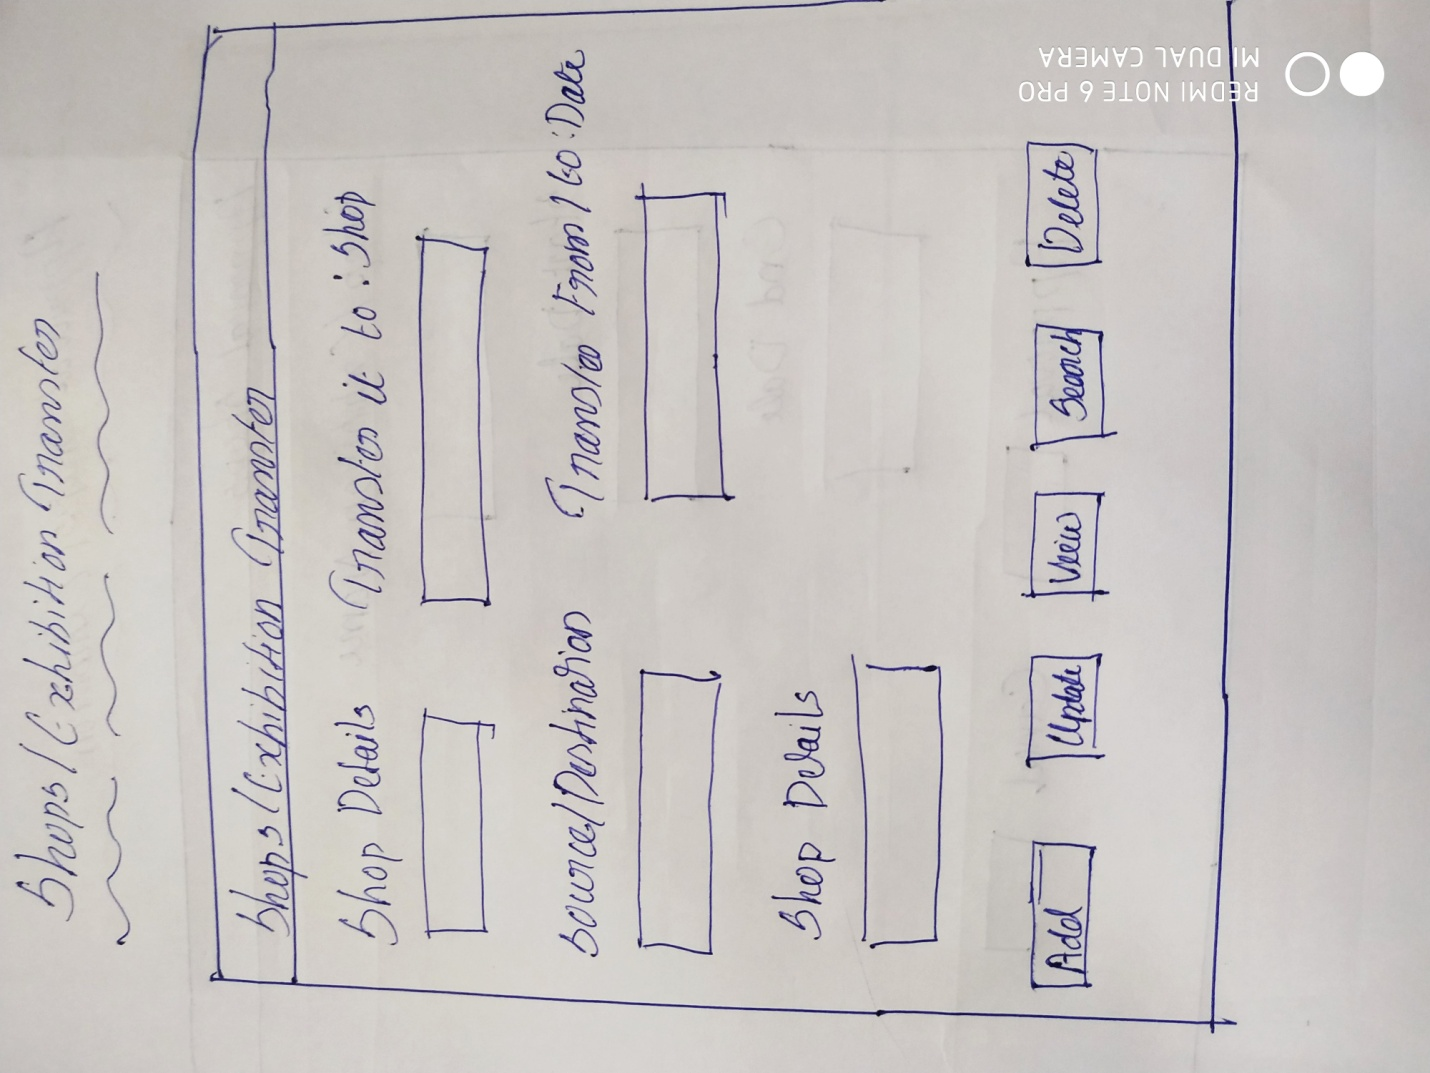 Shops / Exhibition Transfer
Shops / Exhibition Transfer
Shop Details Transfer it to : Shop
Source/Destination Transfer From / to : Date
Shop Details
Add Update View Search Delete
REDMI NOTE 6 PRO
MI DUAL CAMERA